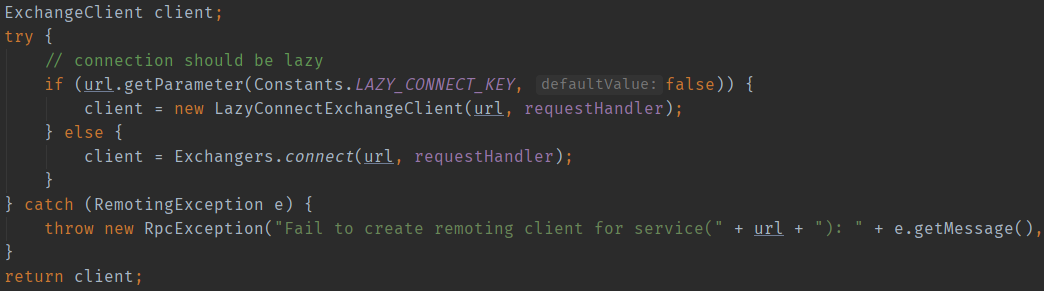 ExchangeClient client;
try {
    // connection should be lazy
    if (url.getParameter(Constants.LAZY_CONNECT_KEY, defaultValue: false)) {
        client = new LazyConnectExchangeClient(url, requestHandler);
    } else {
        client = Exchangers.connect(url, requestHandler);
    }
} catch (RemotingException e) {
    throw new RpcException("Fail to create remoting client for service(" + url + "): " + e.getMessage(),
}
return client;